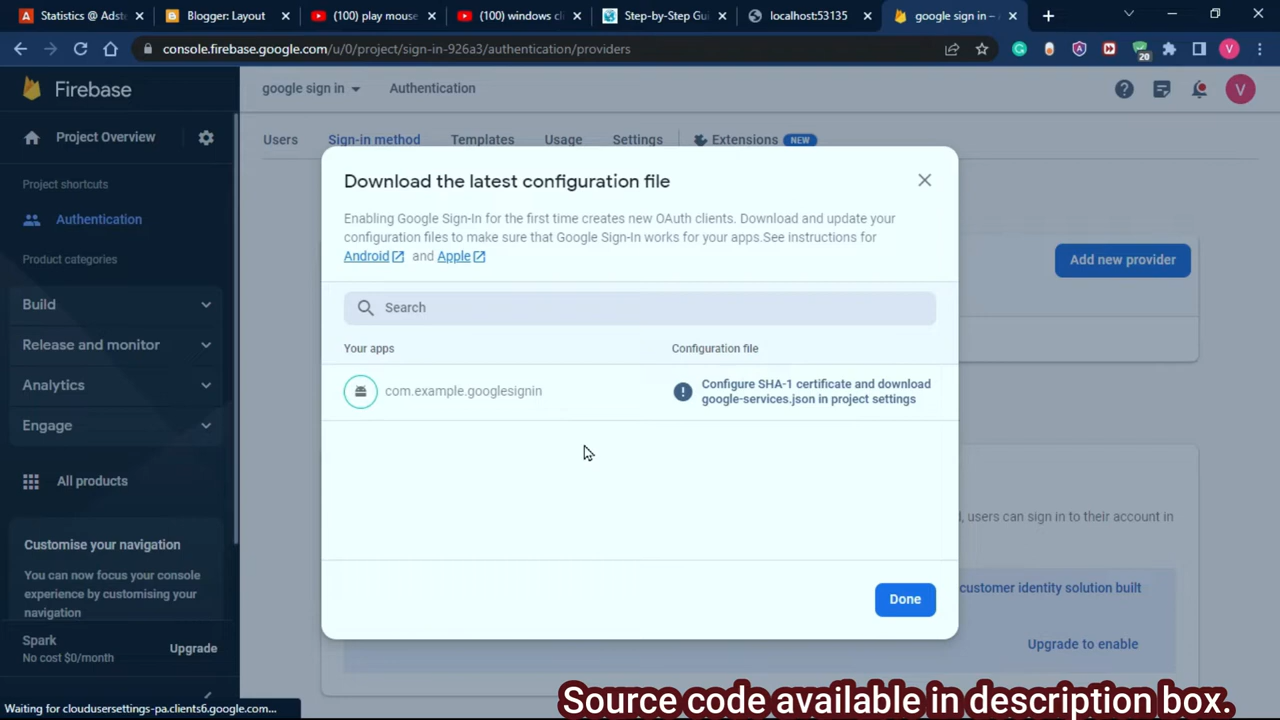 Statistics @ Adst
Blogger: Layout
(100) play mouse
(100) windows cli
Step-by-Step Gui
localhost:53135
google sign in –
console.firebase.google.com/u/0/project/sign-in-926a3/authentication/providers
20
V
Firebase
google sign in
Authentication
V
Project Overview
Users
Sign-in method
Templates
Usage
Settings
Extensions
NEW
Project shortcuts
Authentication
Product categories
Build
Release and monitor
Analytics
Engage
All products
Customise your navigation
You can now focus your console
experience by customising your
navigation
Spark
No cost $0/month
Upgrade
Download the latest configuration file
Enabling Google Sign-In for the first time creates new OAuth clients. Download and update your
configuration files to make sure that Google Sign-In works for your apps.See instructions for
Android and Apple
Search
Your apps
Configuration file
com.example.googlesignin
Configure SHA-1 certificate and download
google-services.json in project settings
Done
Add new provider
, users can sign in to their account in
customer identity solution built
Upgrade to enable
Waiting for cloudusersettings-pa.clients6.google.com...
Source code available in description box.